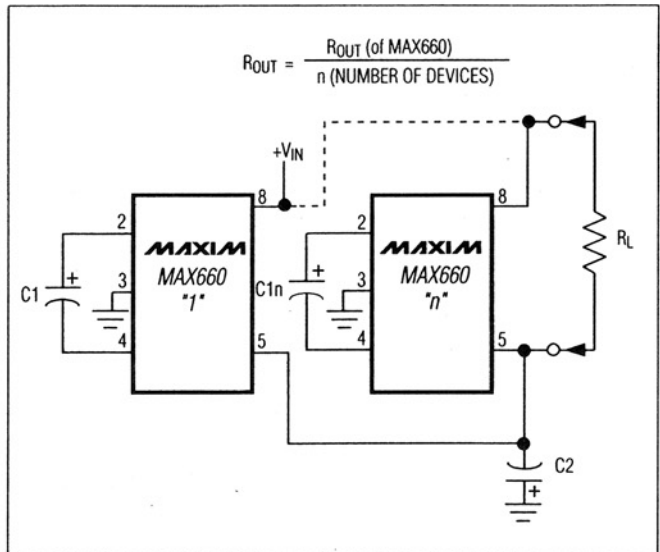 ROUT = ROUT (of MAX660)
n (NUMBER OF DEVICES)
+VIN
8
8
2
MAXIM
2
MAXIM
RL
C1
+
3
MAX660
C1n
+
3
MAX660
"1"
"n"
4
5
4
5
C2
+